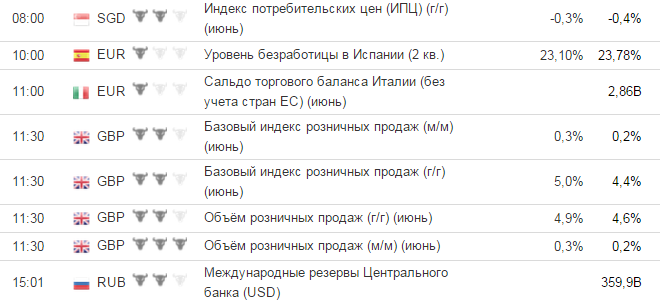 08:00 SGD Индекс потребительских цен (ИПЦ) (г/г) -0,3% -0,4%
(июнь)
10:00 EUR Уровень безработицы в Испании (2 кв.) 23,10% 23,78%
11:00 EUR Сальдо торгового баланса Италии (без 2,86B
учета стран ЕС) (июнь)
11:30 GBP Базовый индекс розничных продаж (м/м) 0,3% 0,2%
(июнь)
11:30 GBP Базовый индекс розничных продаж (г/г) 5,0% 4,4%
(июнь)
11:30 GBP Объём розничных продаж (г/г) (июнь) 4,9% 4,6%
11:30 GBP Объём розничных продаж (м/м) (июнь) 0,3% 0,2%
15:01 RUB Международные резервы Центрального 359,9B
банка (USD)